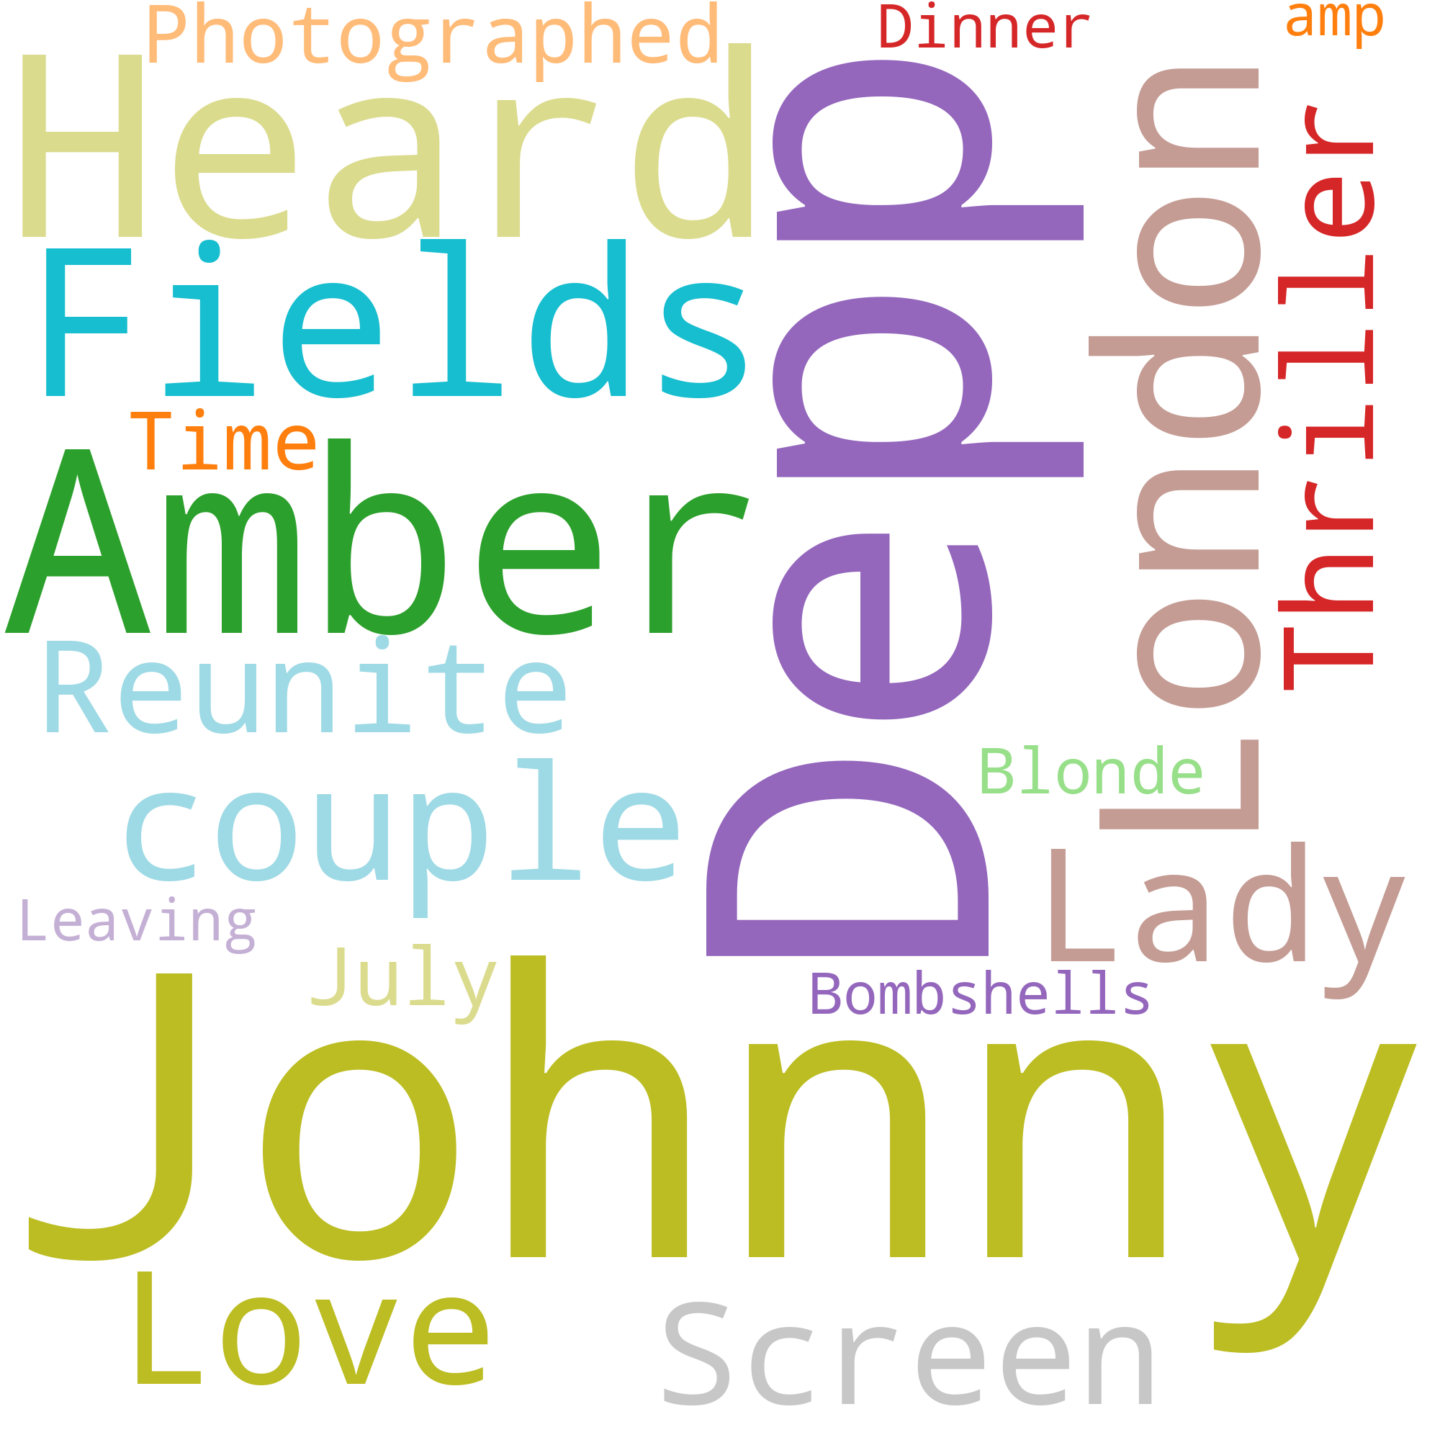 Photographed
Dinner
amp
Heard
Depp
London
Thriller
Fields
Time
Amber
Reunite
Blonde
couple
Lady
Leaving
July
Bombshells
Johnny
Love
Screen